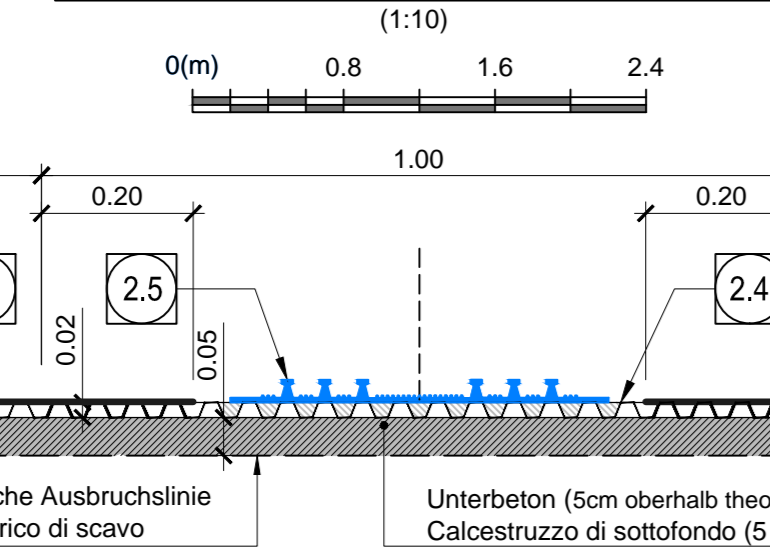 (1:10)
0(m) 0.8 1.6 2.4
1.00
0.20 0.20
2.5 2.4
0.02 0.05
che Ausbruchslinie
rico di scavo
Unterbeton (5cm oberhalb theo
Calcestruzzo di sottofondo (5